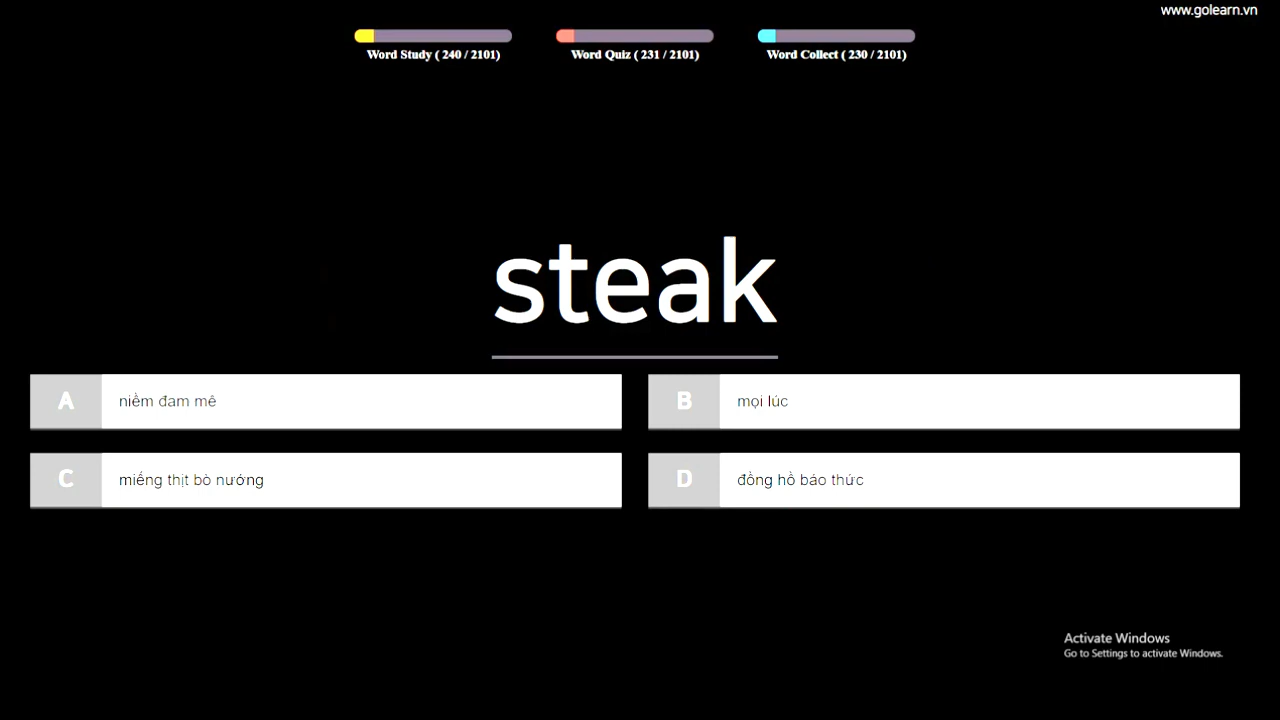 www.golearn.vn
Word Study ( 240 / 2101)
Word Quiz ( 231 / 2101)
Word Collect ( 230 / 2101)
steak
A niềm đam mê
B mọi lúc
C miếng thịt bò nướng
D đồng hồ báo thức
Activate Windows
Go to Settings to activate Windows.